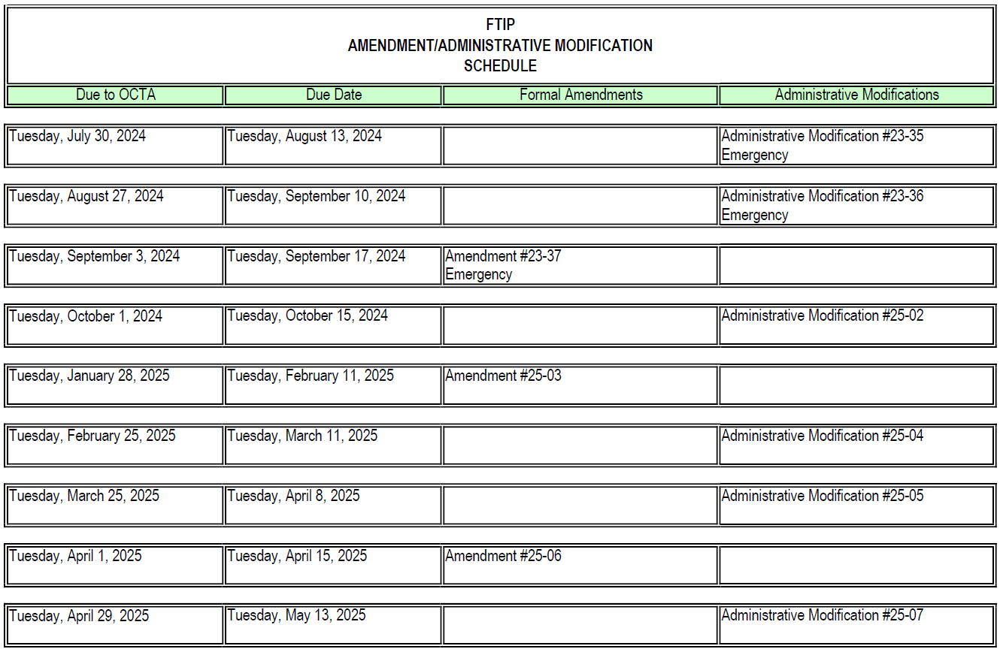 FTIP
AMENDMENT/ADMINISTRATIVE MODIFICATION
SCHEDULE
Due to OCTA Due Date Formal Amendments Administrative Modifications
Tuesday, July 30, 2024 Tuesday, August 13, 2024 Administrative Modification #23-35
Emergency
Tuesday, August 27, 2024 Tuesday, September 10, 2024 Administrative Modification #23-36
Emergency
Tuesday, September 3, 2024 Tuesday, September 17, 2024 Amendment #23-37
Emergency
Tuesday, October 1, 2024 Tuesday, October 15, 2024 Administrative Modification #25-02
Tuesday, January 28, 2025 Tuesday, February 11, 2025 Amendment #25-03
Tuesday, February 25, 2025 Tuesday, March 11, 2025 Administrative Modification #25-04
Tuesday, March 25, 2025 Tuesday, April 8, 2025 Administrative Modification #25-05
Tuesday, April 1, 2025 Tuesday, April 15, 2025 Amendment #25-06
Tuesday, April 29, 2025 Tuesday, May 13, 2025 Administrative Modification #25-07